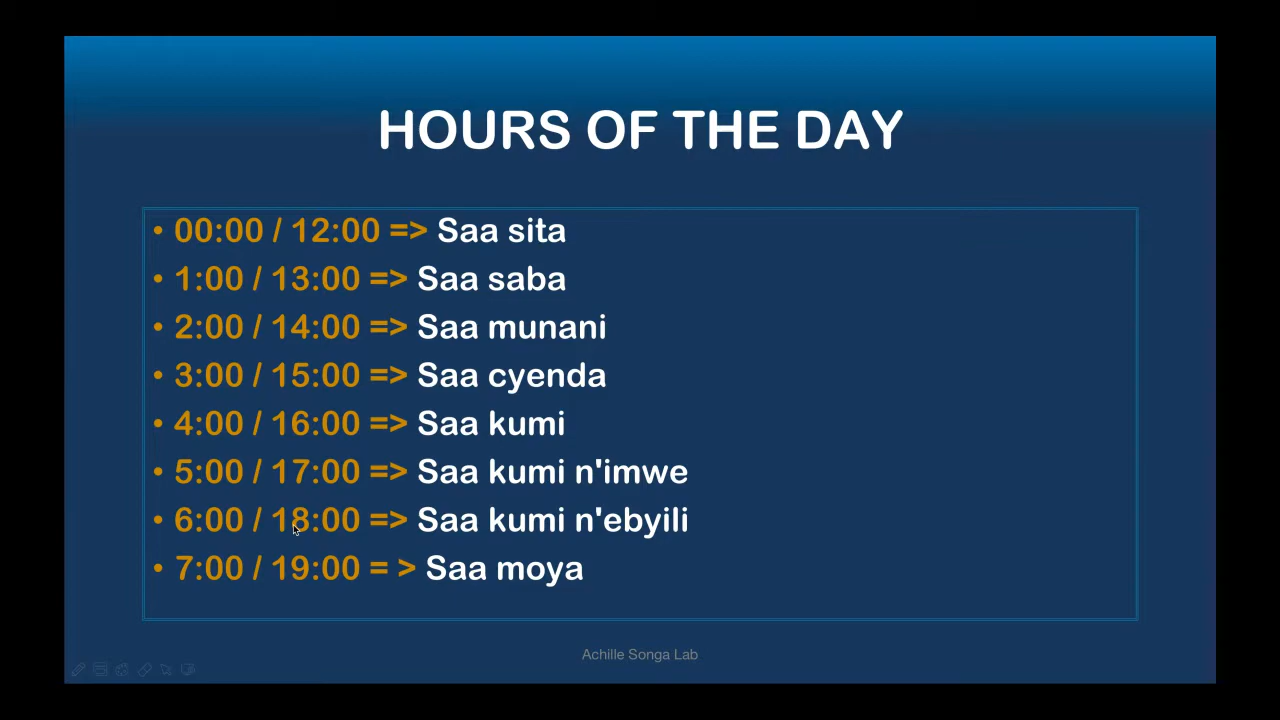 HOURS OF THE DAY
• 00:00 / 12:00 => Saa sita
• 1:00 / 13:00 => Saa saba
• 2:00 / 14:00 => Saa munani
• 3:00 / 15:00 => Saa cyenda
• 4:00 / 16:00 => Saa kumi
• 5:00 / 17:00 => Saa kumi n'imwe
• 6:00 / 18:00 => Saa kumi n'ebyili
• 7:00 / 19:00 = > Saa moya
Achille Songa Lab